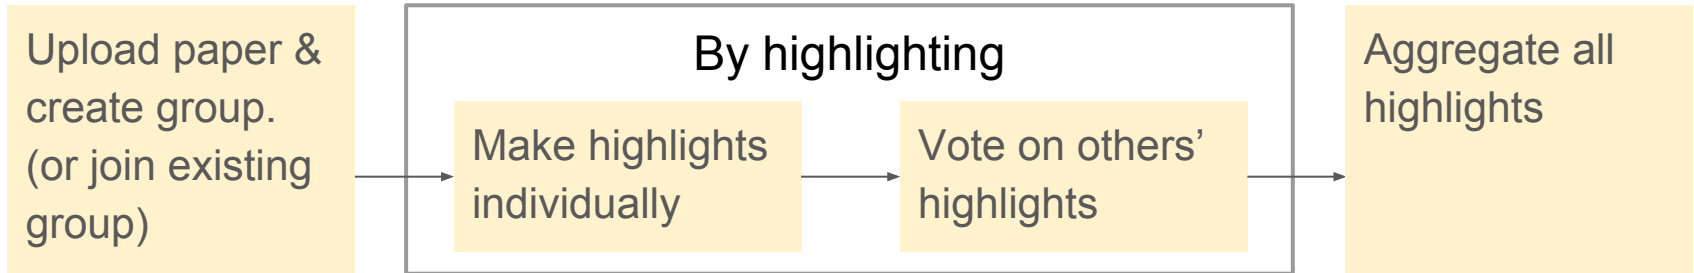 Upload paper &
create group.
(or join existing
group)
By highlighting
Make highlights
individually
Vote on others’
highlights
Aggregate all
highlights